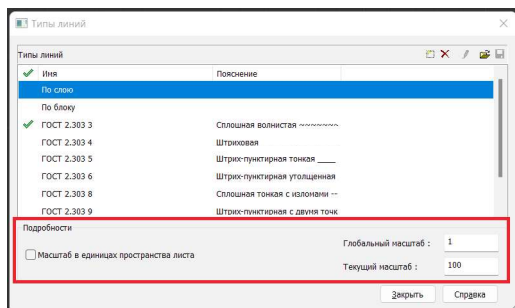 Типы линий
Типы линий
Имя Пояснение
По слою
По блоку
ГОСТ 2.303 3 Сплошная волнистая ~~~~~~~
ГОСТ 2.303 4 Штриховая
ГОСТ 2.303 5 Штрих-пунктирная тонкая ____
ГОСТ 2.303 6 Штрих-пунктирная утолщенная
ГОСТ 2.303 8 Сплошная тонкая с изломами --
ГОСТ 2.303 9 Штрих-пунктирная с двумя точк
Подробности
Глобальный масштаб : 1
Масштаб в единицах пространства листа
Текущий масштаб : 100
Закрыть Справка